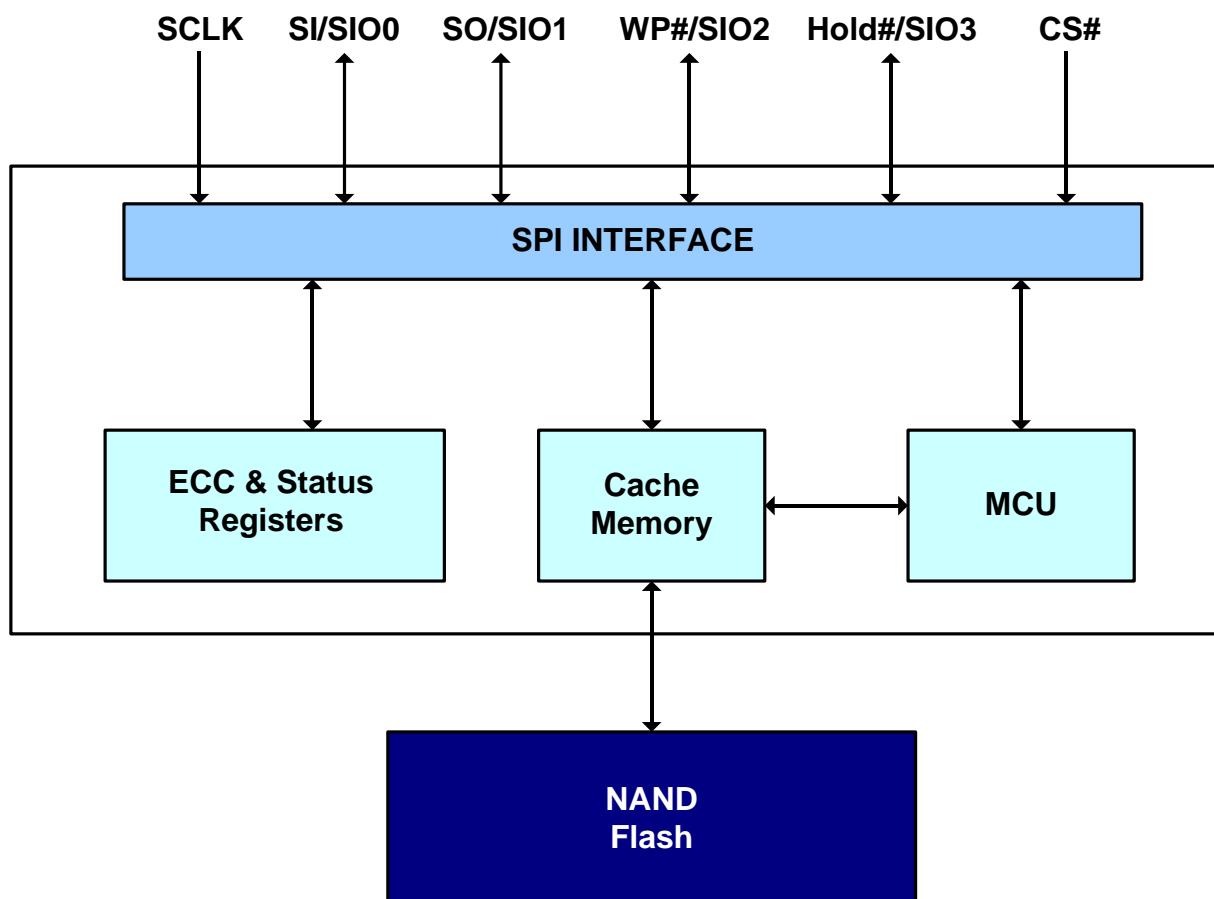 SCLK SI/SIO0 SO/SIO1 WP#/SIO2 Hold#/SIO3 CS#
SPI INTERFACE
ECC & Status
Registers
Cache
Memory
MCU
NAND
Flash